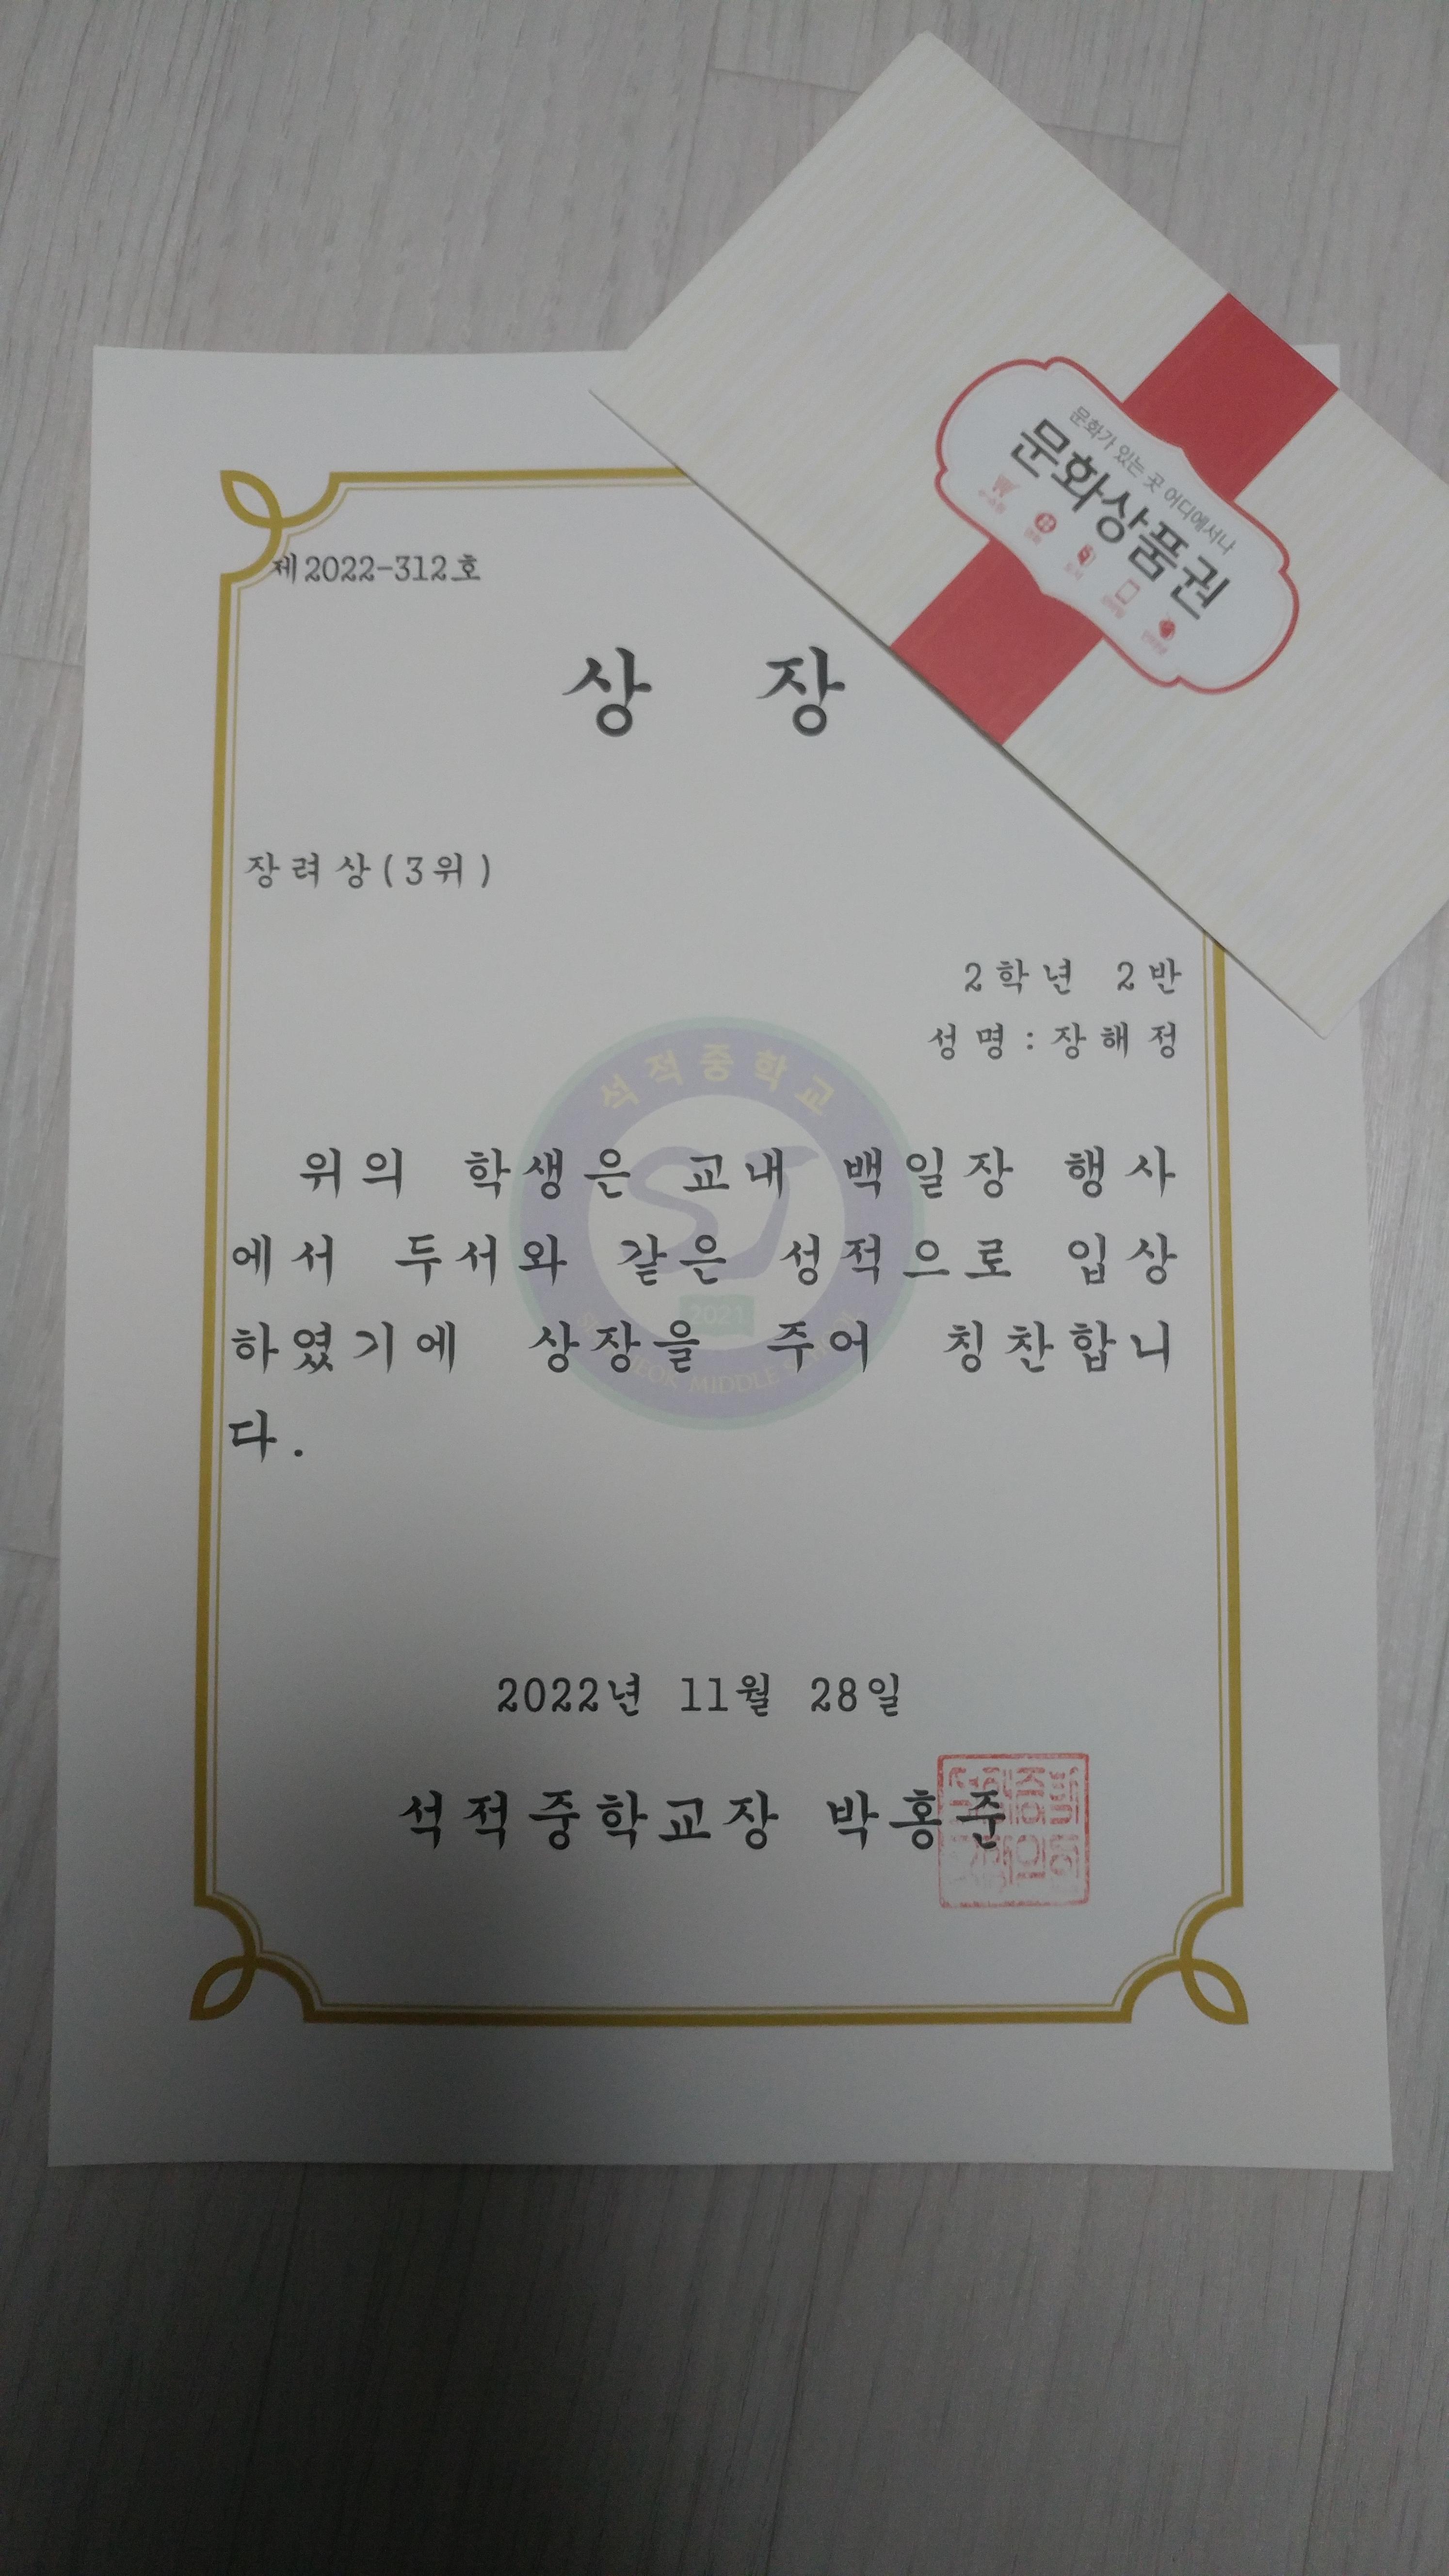 문화가 있는 곳 어디에서나
문화상품권
제2022-312호
상 장
장려상(3위)
2학년 2반
성명:장해정
석적중학교
위의 학생은 교내 백일장 행사
에서 두서와 같은 성적으로 입상
하였기에 상장을 주어 칭찬합니
다.
2021
MIDDLE
2022년 11월 28일
석적중학교장 박홍준